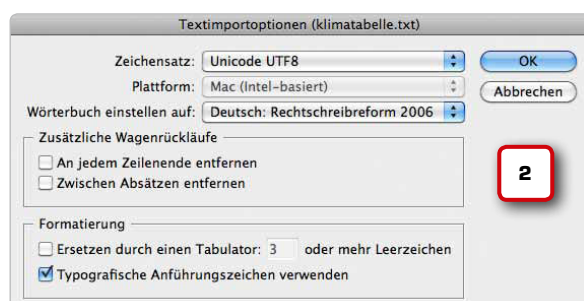 Textimportoptionen (klimatabelle.txt)
Zeichensatz: Unicode UTF8
OK
Plattform: Mac (Intel-basiert)
Abbrechen
Wörterbuch einstellen auf: Deutsch: Rechtschreibreform 2006
Zusätzliche Wagenrückläufe
An jedem Zeilenende entfernen
Zwischen Absätzen entfernen
2
Formatierung
Ersetzen durch einen Tabulator: 3 oder mehr Leerzeichen
Typografische Anführungszeichen verwenden